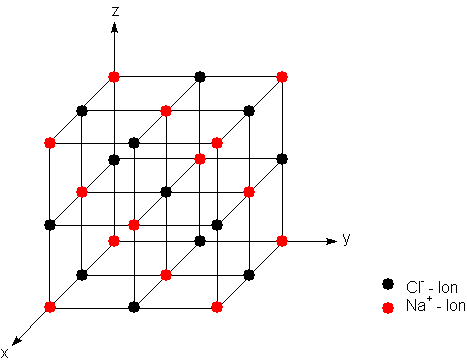 z
y
x
Cl⁻ - Ion
Na⁺ - Ion